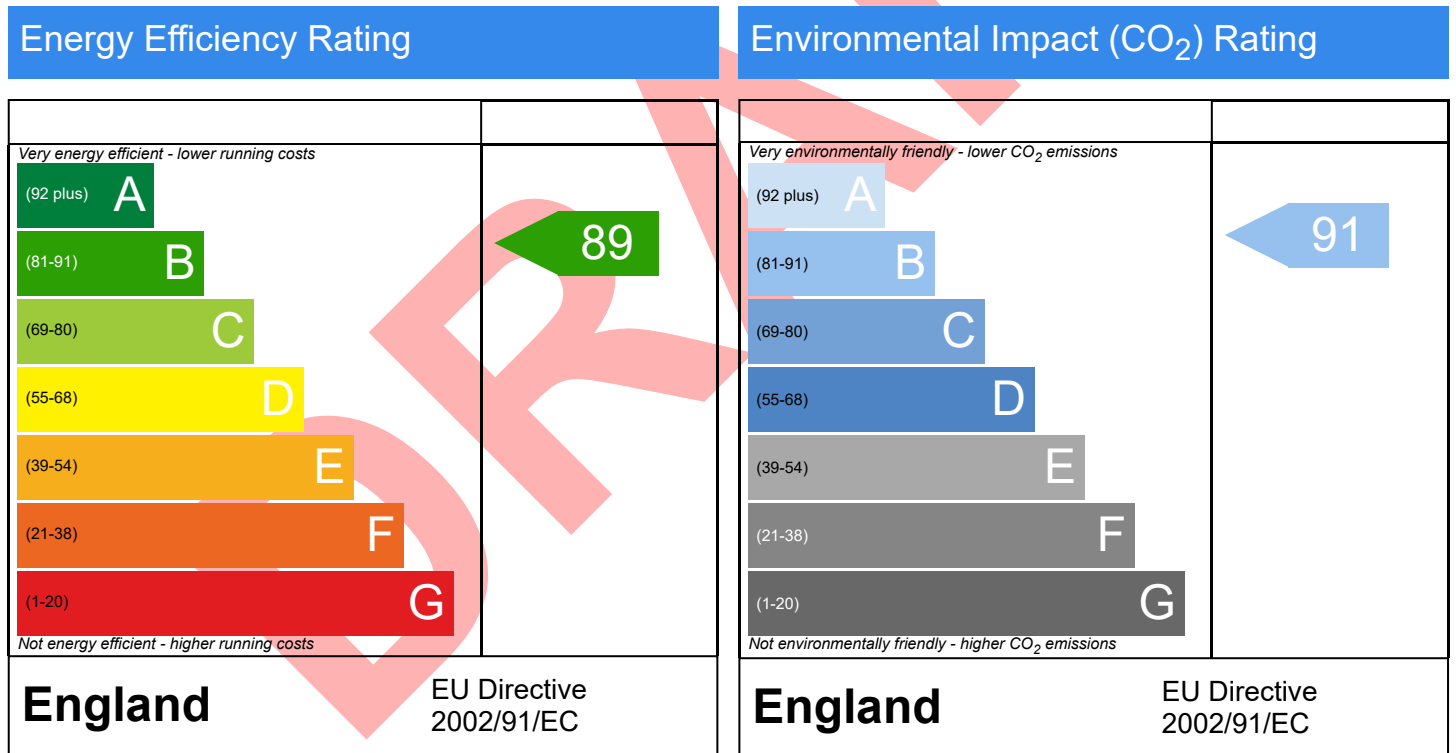 Energy Efficiency Rating
Very energy efficient - lower running costs
(92 plus) A
(81-91) B
(69-80) C
(55-68) D
(39-54) E
(21-38) F
(1-20) G
Not energy efficient - higher running costs
89
England
EU Directive
2002/91/EC
Environmental Impact (CO₂) Rating
Very environmentally friendly - lower CO₂ emissions
(92 plus) A
(81-91) B
(69-80) C
(55-68) D
(39-54) E
(21-38) F
(1-20) G
Not environmentally friendly - higher CO₂ emissions
91
England
EU Directive
2002/91/EC